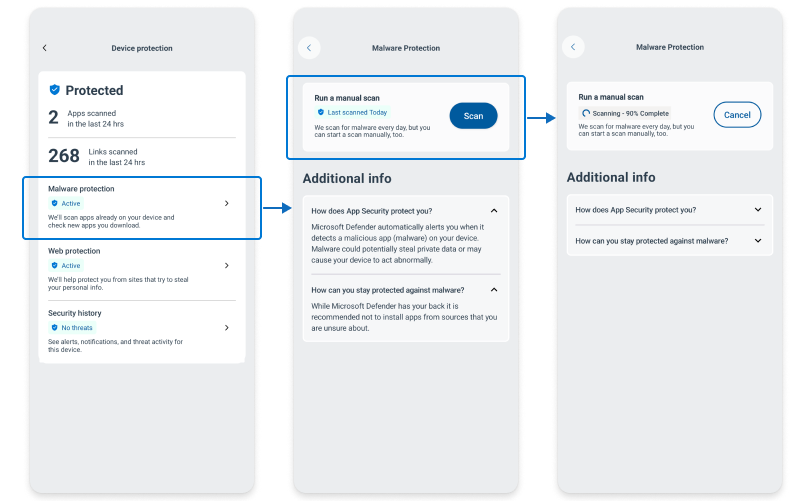 Device protection
Protected
2 Apps scanned
in the last 24 hrs
268 Links scanned
in the last 24 hrs
Malware protection
Active
We'll scan apps already on your device and
check new apps you download.
Web protection
Active
We'll help protect you from sites that try to steal
your personal info.
Security history
No threats
See alerts, notifications, and threat activity for
this device.
Malware Protection
Run a manual scan
Last scanned Today
We scan for malware every day, but you
can start a scan manually, too.
Scan
Additional info
How does App Security protect you?
Microsoft Defender automatically alerts you when it
detects a malicious app (malware) on your device.
Malware could potentially steal private data or may
cause your device to act abnormally.
How can you stay protected against malware?
While Microsoft Defender has your back it is
recommended not to install apps from sources that you
are unsure about.
Malware Protection
Run a manual scan
Scanning - 90% Complete
We scan for malware every day, but you
can start a scan manually, too.
Cancel
Additional info
How does App Security protect you?
How can you stay protected against malware?